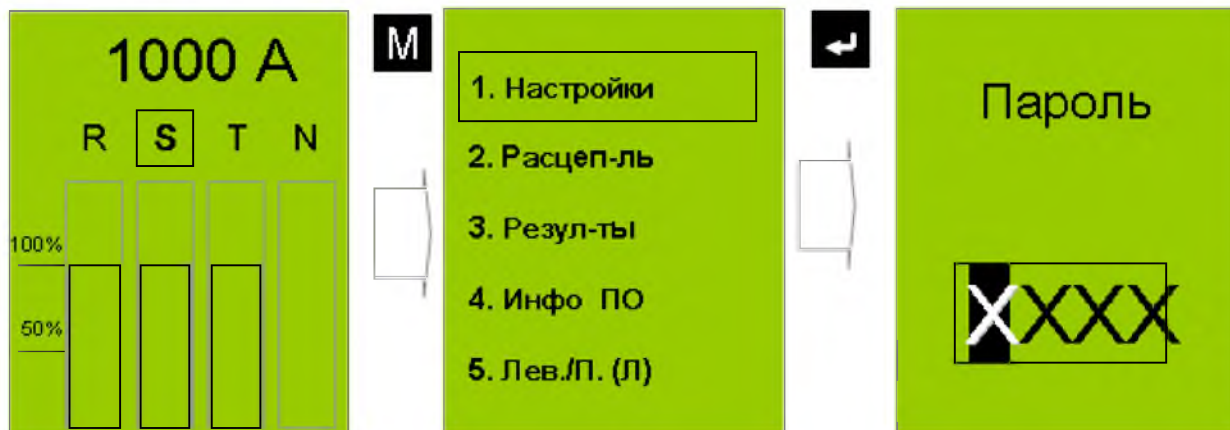 1000 A
R S T N
100%
50%
M
1. Настройки
2. Расцеп-ль
3. Резул-ты
4. Инфо ПО
5. Лев./П. (Л)
Пароль
XXXX